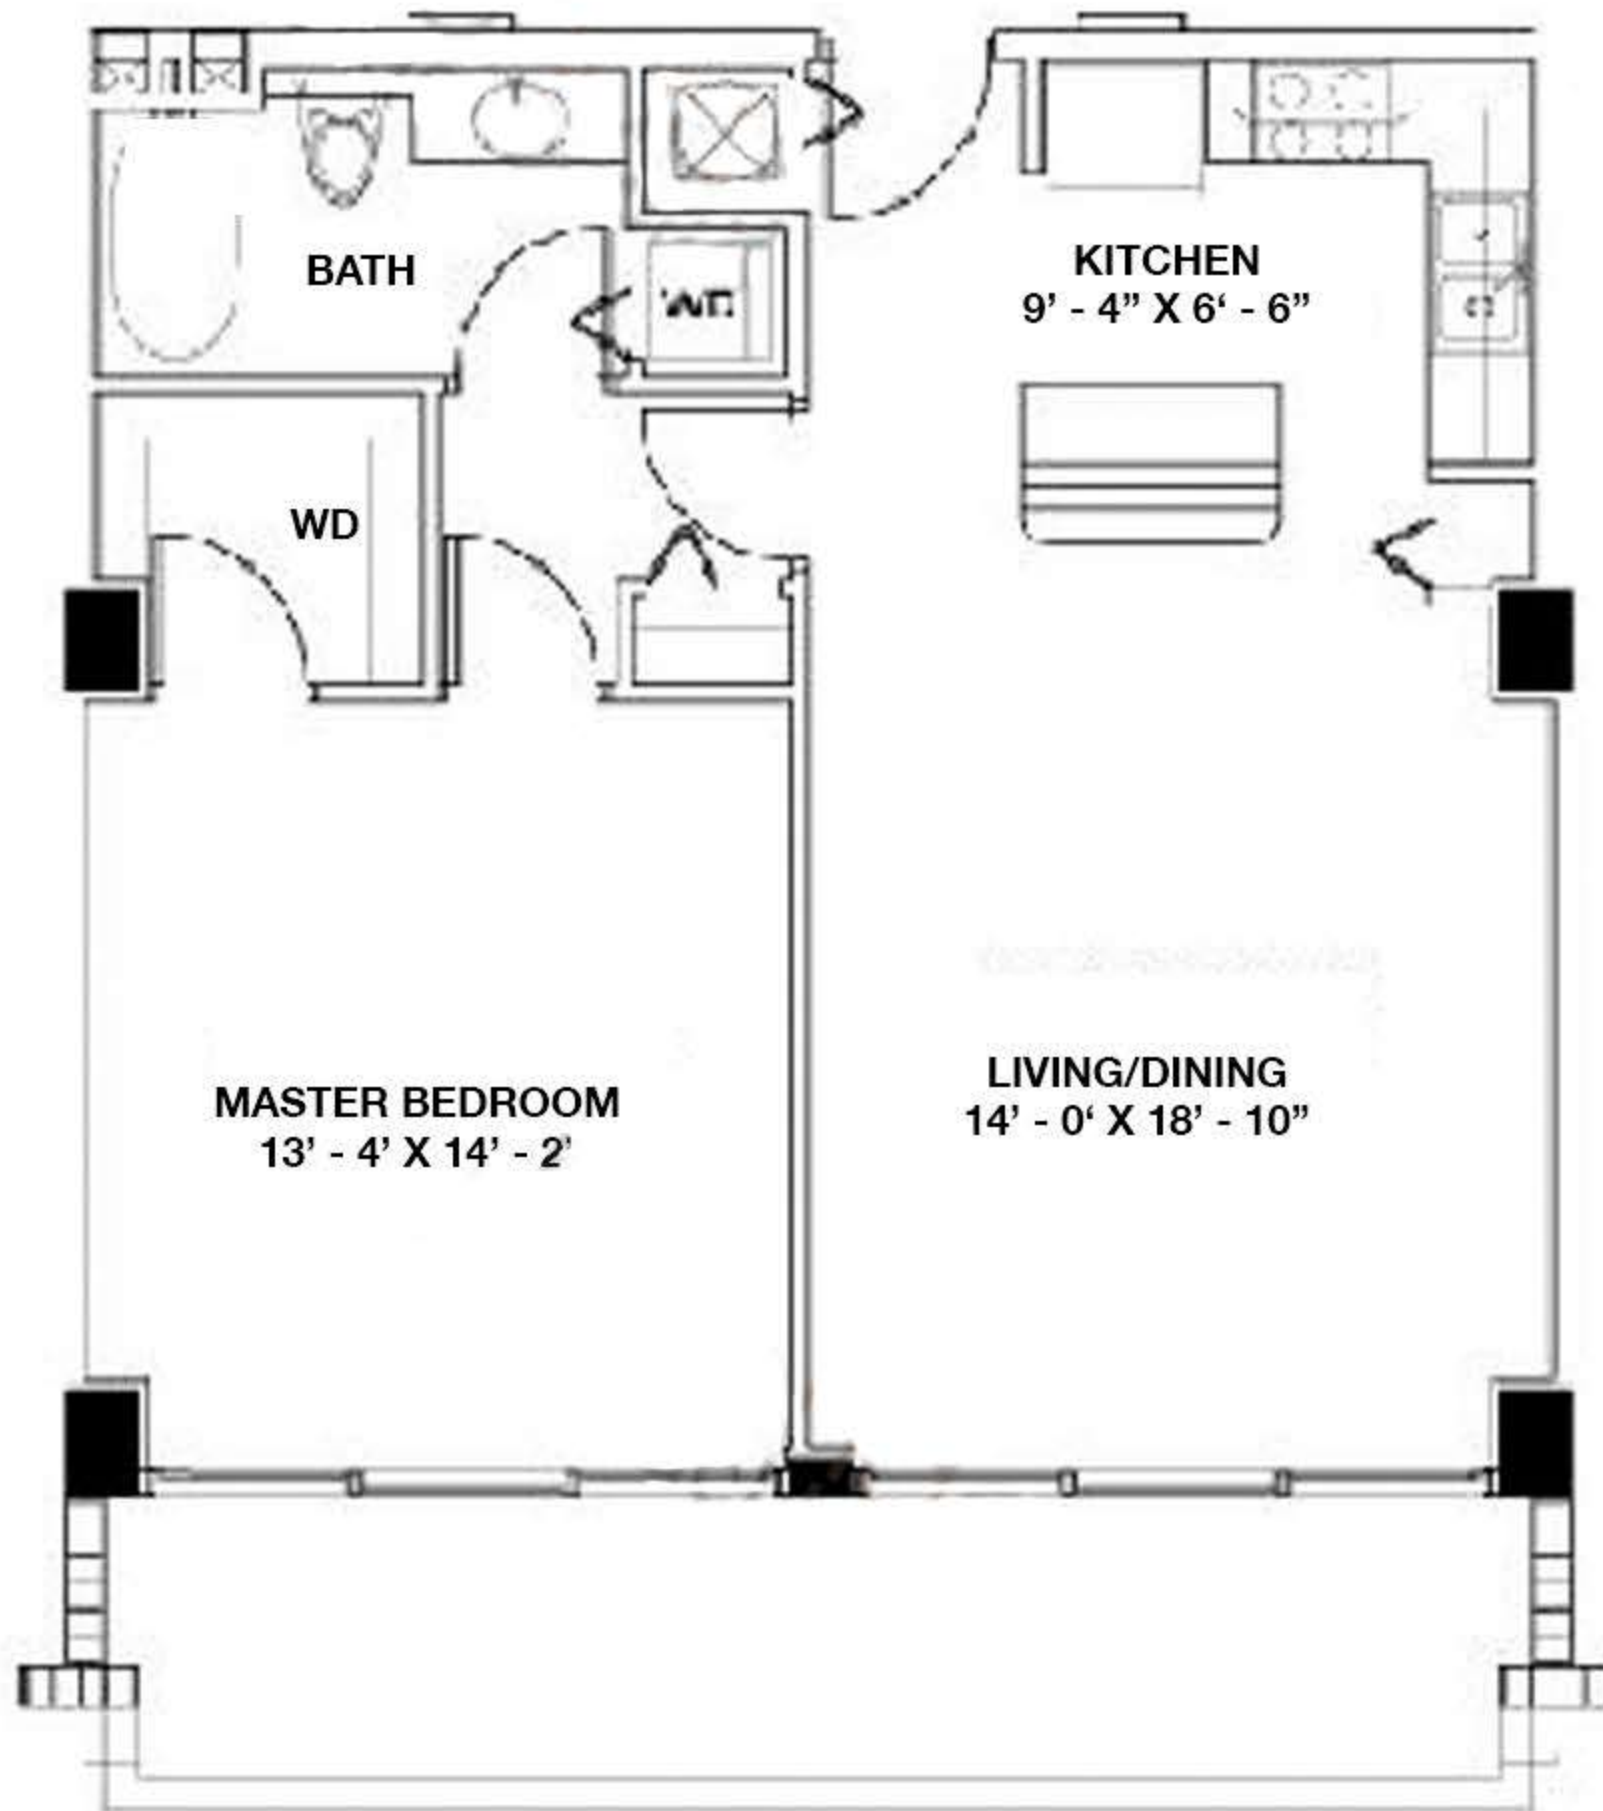 BATH
KITCHEN
9’ - 4” X 6‘ - 6”
WD
MASTER BEDROOM
13’ - 4’ X 14’ - 2’
LIVING/DINING
14’ - 0‘ X 18’ - 10”